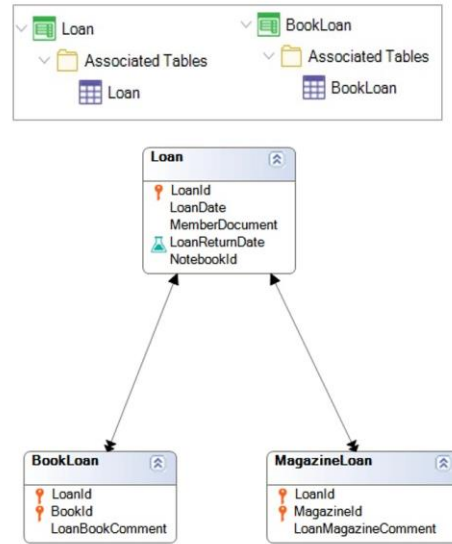 Loan
Associated Tables
Loan
BookLoan
Associated Tables
BookLoan
Loan
LoanId
LoanDate
MemberDocument
LoanReturnDate
NotebookId
BookLoan
LoanId
BookId
LoanBookComment
MagazineLoan
LoanId
MagazineId
LoanMagazineComment